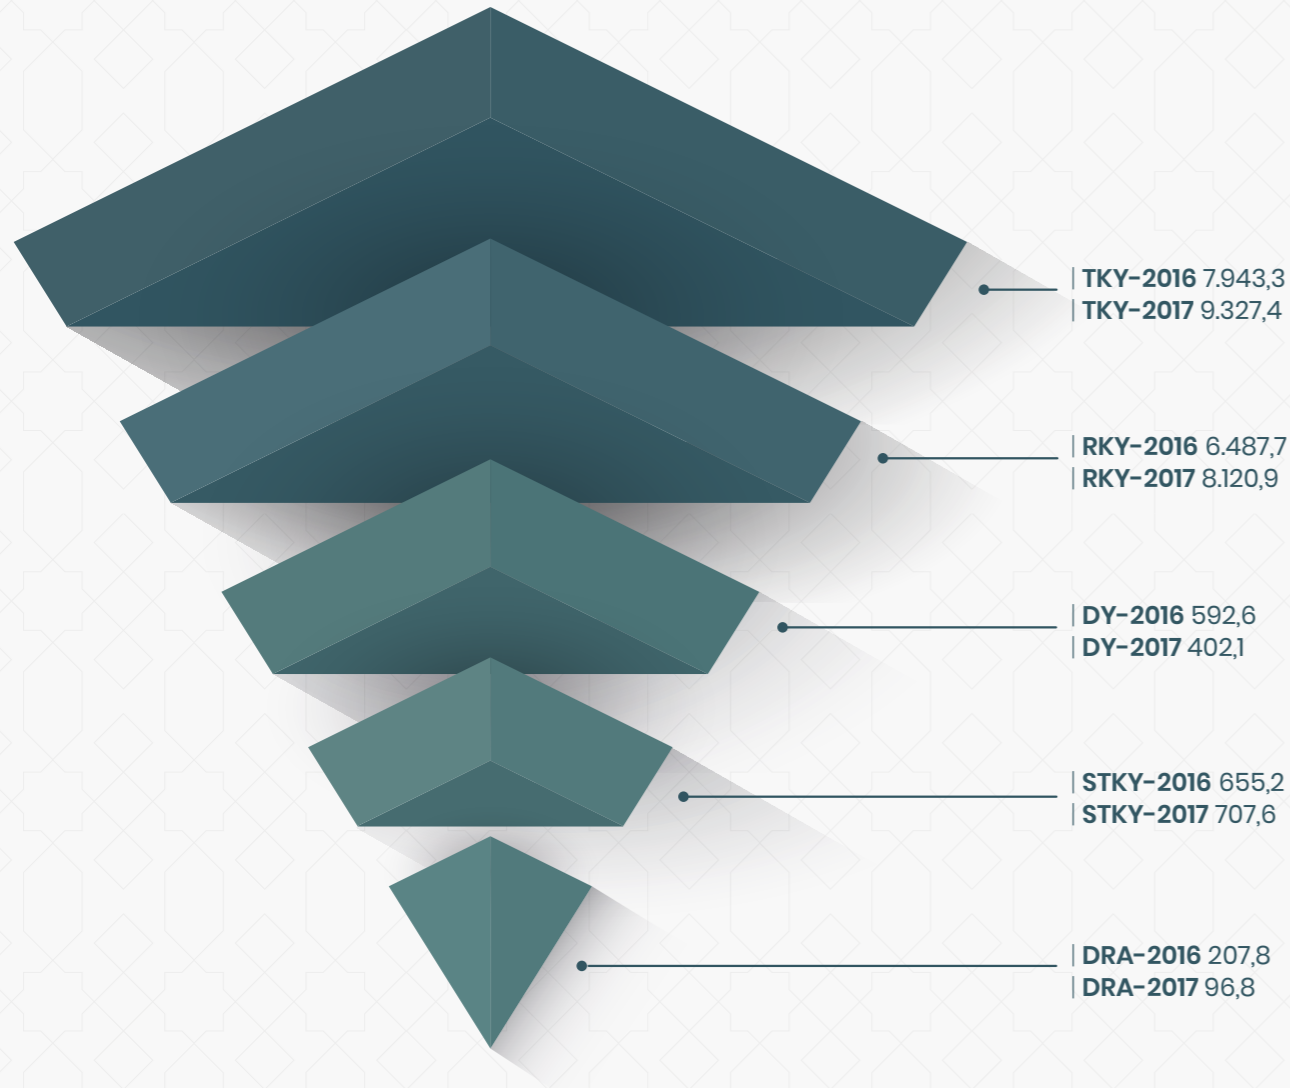 TKY-2016 7.943,3
TKY-2017 9.327,4
RKY-2016 6.487,7
RKY-2017 8.120,9
DY-2016 592,6
DY-2017 402,1
STKY-2016 655,2
STKY-2017 707,6
DRA-2016 207,8
DRA-2017 96,8